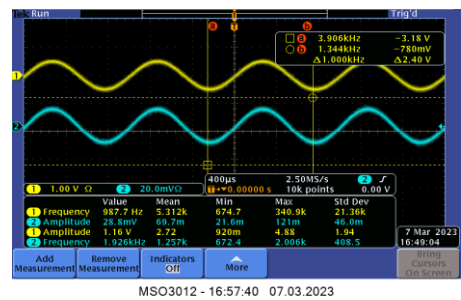 Tek Run
Trig'd
a
b
a 3.906kHz −3.18 V
b 1.344kHz −780mV
Δ1.000kHz Δ2.40 V
1
2
1 1.00 V Ω 2 20.0mVΩ
400µs 2.50MS/s 2
T→▼0.00000 s 10k points 0.00 V
Value Mean Min Max Std Dev
1 Frequency 987.7 Hz 5.312k 674.7 340.9k 21.36k
2 Amplitude 28.8mV 69.7m 21.6m 121m 46.0m
1 Amplitude 1.16 V 2.72 920m 4.88 1.94
2 Frequency 1.926kHz 1.257k 672.4 2.006k 408.5
7 Mar 2023
16:49:04
Add Measurement
Remove Measurement
Indicators Off
More
Bring Cursors On Screen
MSO3012 - 16:57:40 07.03.2023